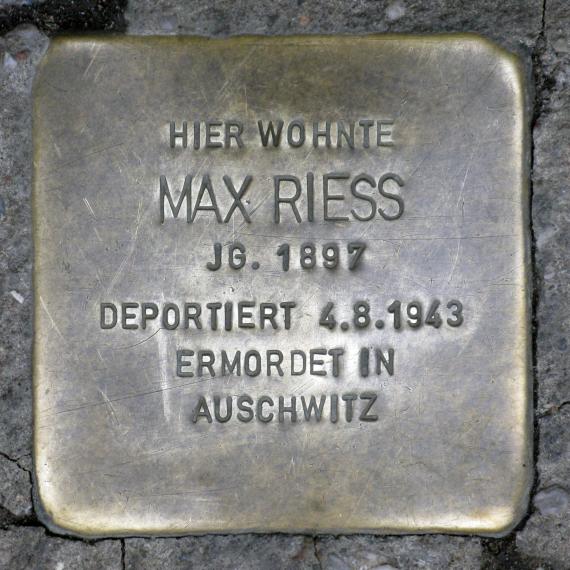 HIER WOHNTE
MAX RIESS
JG. 1897
DEPORTIERT 4.8.1943
ERMORDET IN
AUSCHWITZ